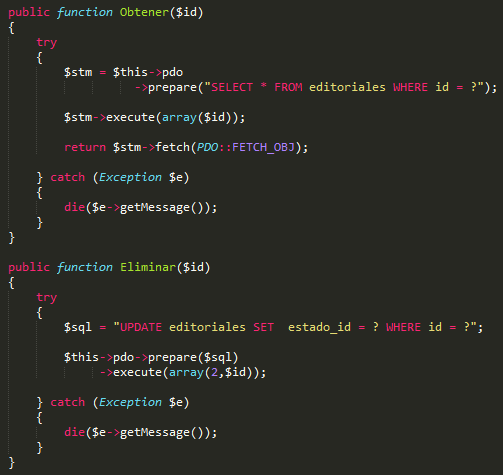 public function Obtener($id)
{
    try
    {
        $stm = $this->pdo
                  ->prepare("SELECT * FROM editoriales WHERE id = ?");

        $stm->execute(array($id));

        return $stm->fetch(PDO::FETCH_OBJ);

    } catch (Exception $e)
    {
        die($e->getMessage());
    }
}

public function Eliminar($id)
{
    try
    {
        $sql = "UPDATE editoriales SET  estado_id = ? WHERE id = ?";

        $this->pdo->prepare($sql)
             ->execute(array(2,$id));

    } catch (Exception $e)
    {
        die($e->getMessage());
    }
}